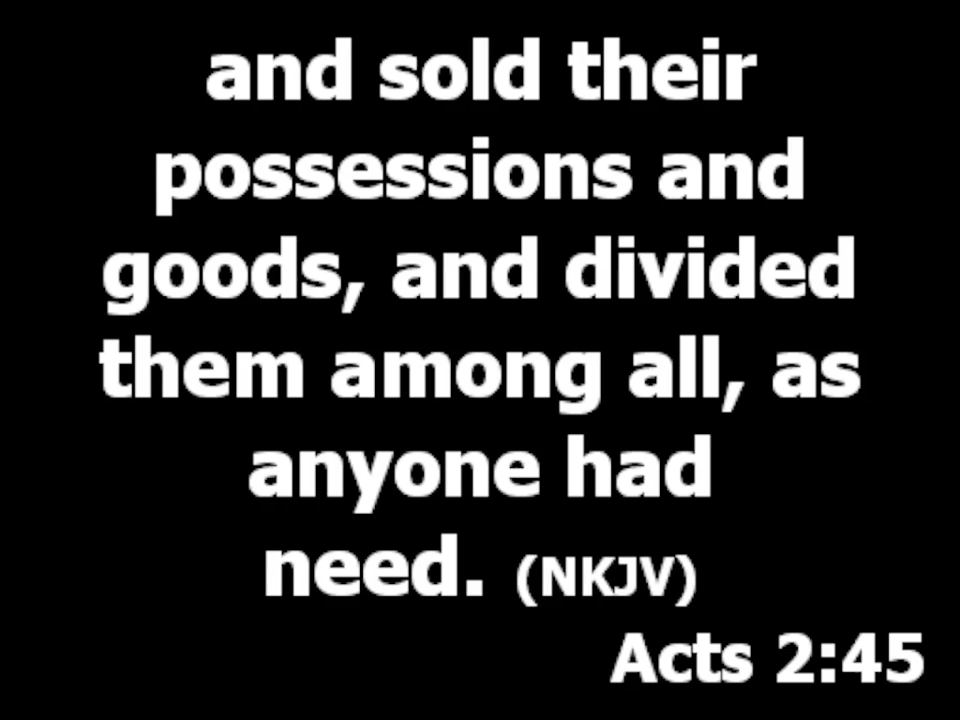 and sold their
possessions and
goods, and divided
them among all, as
anyone had
need. (NKJV)
Acts 2:45